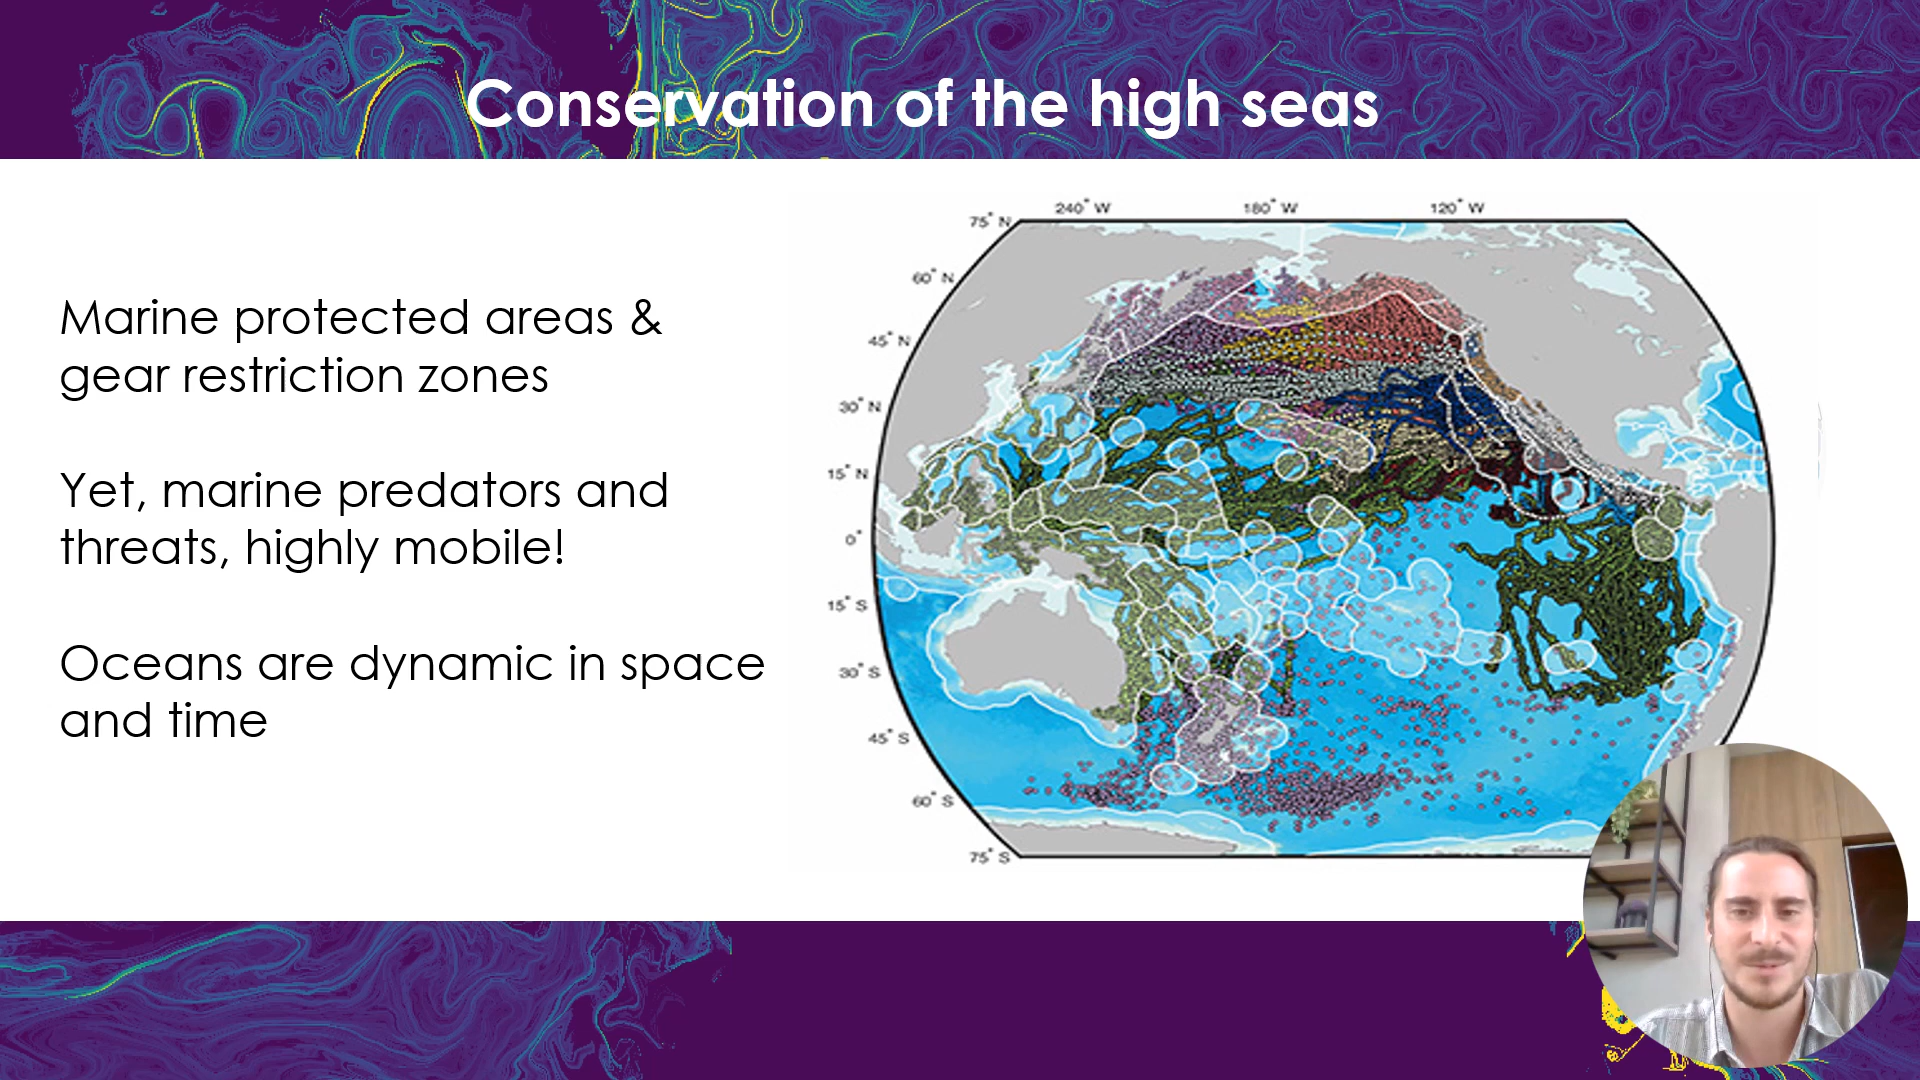 Conservation of the high seas
Marine protected areas &
gear restriction zones
Yet, marine predators and
threats, highly mobile!
Oceans are dynamic in space
and time
240° W
180° W
120° W
75° N
60° N
45° N
30° N
15° N
0°
15° S
30° S
45° S
60° S
75° S